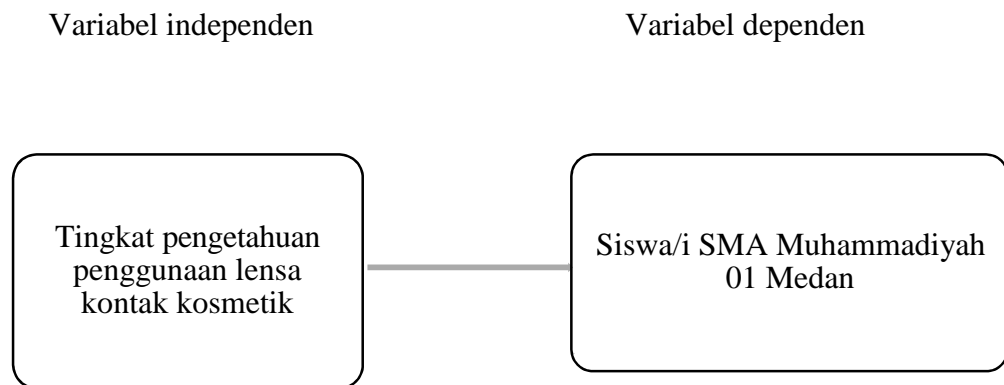 Variabel independen
Variabel dependen
Tingkat pengetahuan
penggunaan lensa
kontak kosmetik
Siswa/i SMA Muhammadiyah
01 Medan